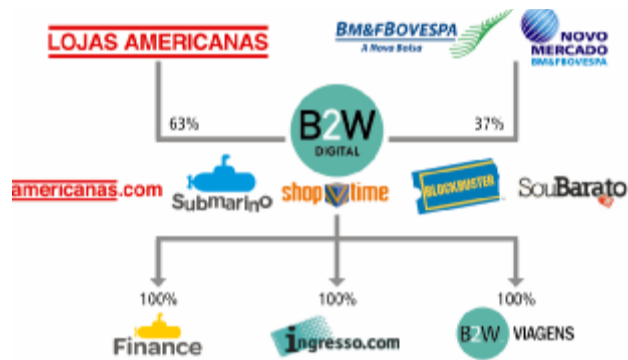 LOJAS AMERICANAS
BM&FBOVESPA
A Nova Bolsa
NOVO
MERCADO
BM&FBOVESPA
63%
B2W
DIGITAL
37%
americanas.com
Submarino
shoptime
BLOCKBUSTER
SouBarato
100%
100%
100%
Finance
ingresso.com
B2W VIAGENS